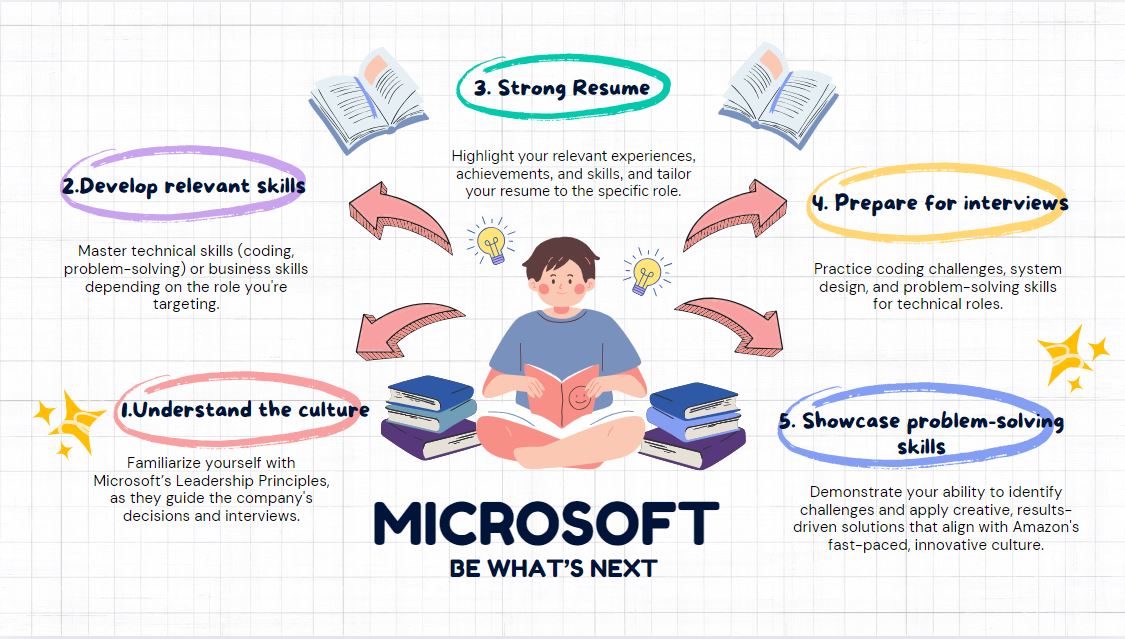 3. Strong Resume
Highlight your relevant experiences,
achievements, and skills, and tailor
your resume to the specific role.
2.Develop relevant skills
Master technical skills (coding,
problem-solving) or business skills
depending on the role you're
targeting.
4. Prepare for interviews
Practice coding challenges, system
design, and problem-solving skills
for technical roles.
1.Understand the culture
Familiarize yourself with
Microsoft's Leadership Principles,
as they guide the company's
decisions and interviews.
5. Showcase problem-solving
skills
Demonstrate your ability to identify
challenges and apply creative, results-
driven solutions that align with Amazon's
fast-paced, innovative culture.
MICROSOFT
BE WHAT'S NEXT